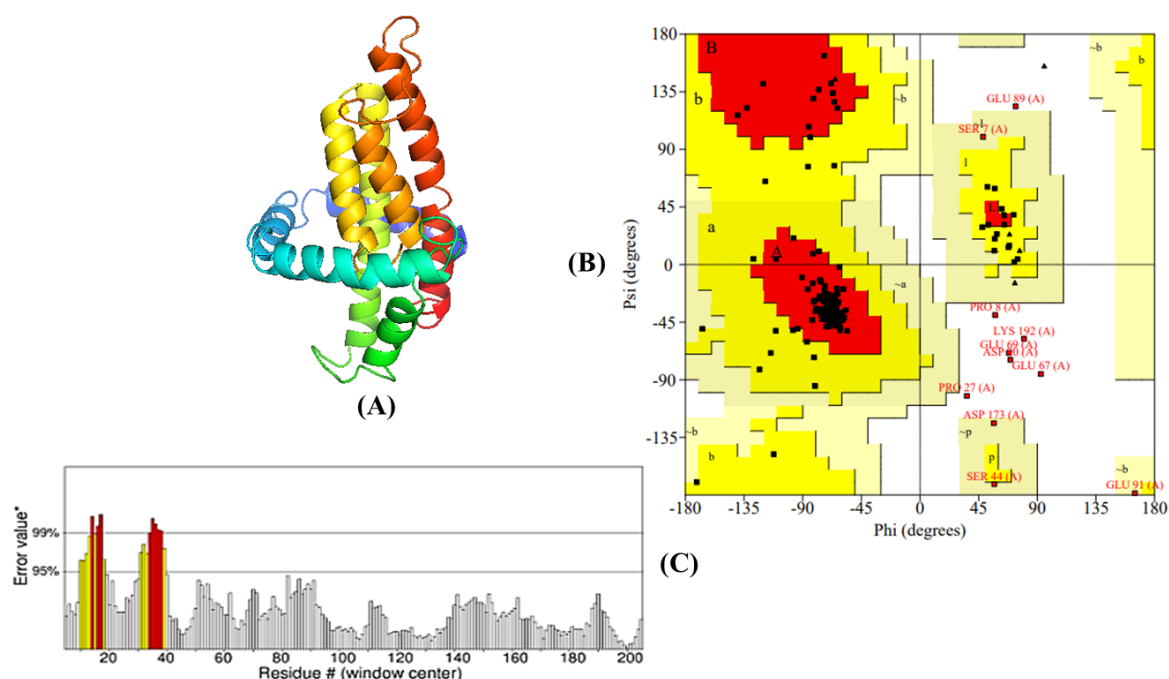 (A)
(B)
180
135
90
45
0
-45
-90
-135
-180
Psi (degrees)
B
b
~b
a
A
~a
~b
b
~b
b
~l
l
L
~b
b
~p
p
~b
GLU 89 (A)
SER 7 (A)
PRO 8 (A)
LYS 192 (A)
GLU 69 (A)
GLU 67 (A)
PRO 27 (A)
ASP 173 (A)
SER 44 (A)
GLU 91 (A)
-180 -135 -90 -45 0 45 90 135 180
Phi (degrees)
(C)
Error value*
99%
95%
20 40 60 80 100 120 140 160 180 200
Residue # (window center)